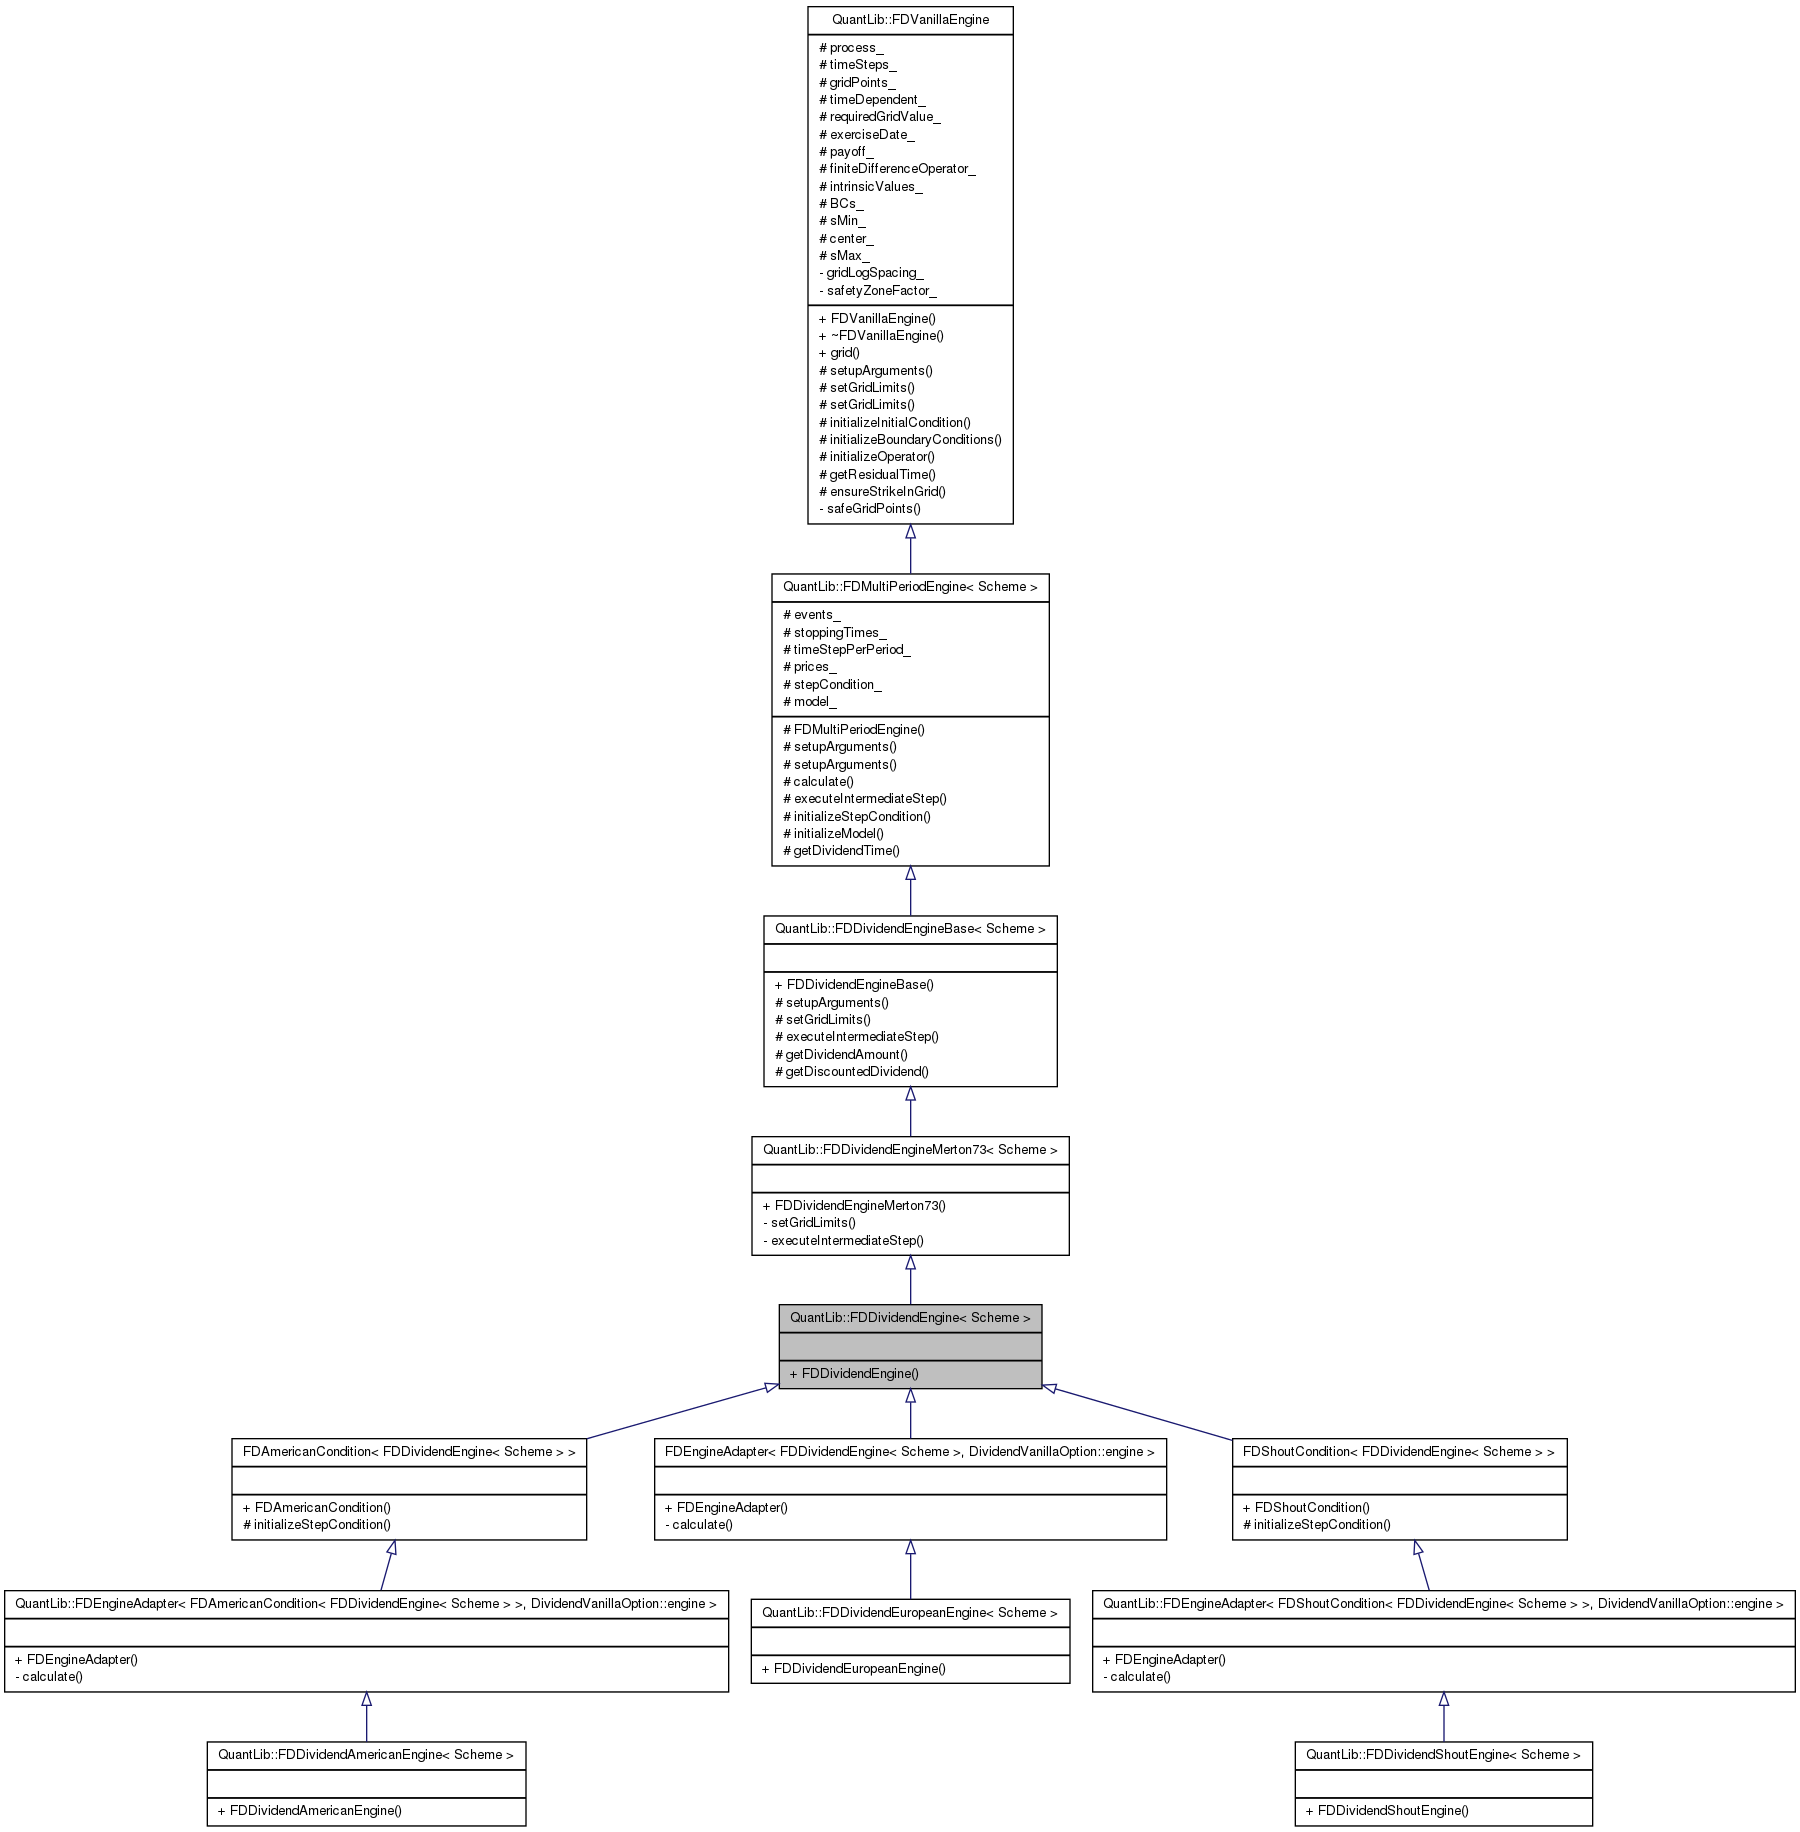 QuantLib::FDVanillaEngine
# process_
# timeSteps_
# gridPoints_
# timeDependent_
# requiredGridValue_
# exerciseDate_
# payoff_
# finiteDifferenceOperator_
# intrinsicValues_
# BCs_
# sMin_
# center_
# sMax_
- gridLogSpacing_
- safetyZoneFactor_
+ FDVanillaEngine()
+ ~FDVanillaEngine()
+ grid()
# setupArguments()
# setGridLimits()
# setGridLimits()
# initializeInitialCondition()
# initializeBoundaryConditions()
# initializeOperator()
# getResidualTime()
# ensureStrikeInGrid()
- safeGridPoints()
QuantLib::FDMultiPeriodEngine< Scheme >
# events_
# stoppingTimes_
# timeStepPerPeriod_
# prices_
# stepCondition_
# model_
# FDMultiPeriodEngine()
# setupArguments()
# setupArguments()
# calculate()
# executeIntermediateStep()
# initializeStepCondition()
# initializeModel()
# getDividendTime()
QuantLib::FDDividendEngineBase< Scheme >
+ FDDividendEngineBase()
# setupArguments()
# setGridLimits()
# executeIntermediateStep()
# getDividendAmount()
# getDiscountedDividend()
QuantLib::FDDividendEngineMerton73< Scheme >
+ FDDividendEngineMerton73()
- setGridLimits()
- executeIntermediateStep()
QuantLib::FDDividendEngine< Scheme >
+ FDDividendEngine()
FDAmericanCondition< FDDividendEngine< Scheme > >
+ FDAmericanCondition()
# initializeStepCondition()
FDEngineAdapter< FDDividendEngine< Scheme >, DividendVanillaOption::engine >
+ FDEngineAdapter()
- calculate()
FDShoutCondition< FDDividendEngine< Scheme > >
+ FDShoutCondition()
# initializeStepCondition()
QuantLib::FDEngineAdapter< FDAmericanCondition< FDDividendEngine< Scheme > >, DividendVanillaOption::engine >
+ FDEngineAdapter()
- calculate()
QuantLib::FDDividendEuropeanEngine< Scheme >
+ FDDividendEuropeanEngine()
QuantLib::FDEngineAdapter< FDShoutCondition< FDDividendEngine< Scheme > >, DividendVanillaOption::engine >
+ FDEngineAdapter()
- calculate()
QuantLib::FDDividendAmericanEngine< Scheme >
+ FDDividendAmericanEngine()
QuantLib::FDDividendShoutEngine< Scheme >
+ FDDividendShoutEngine()